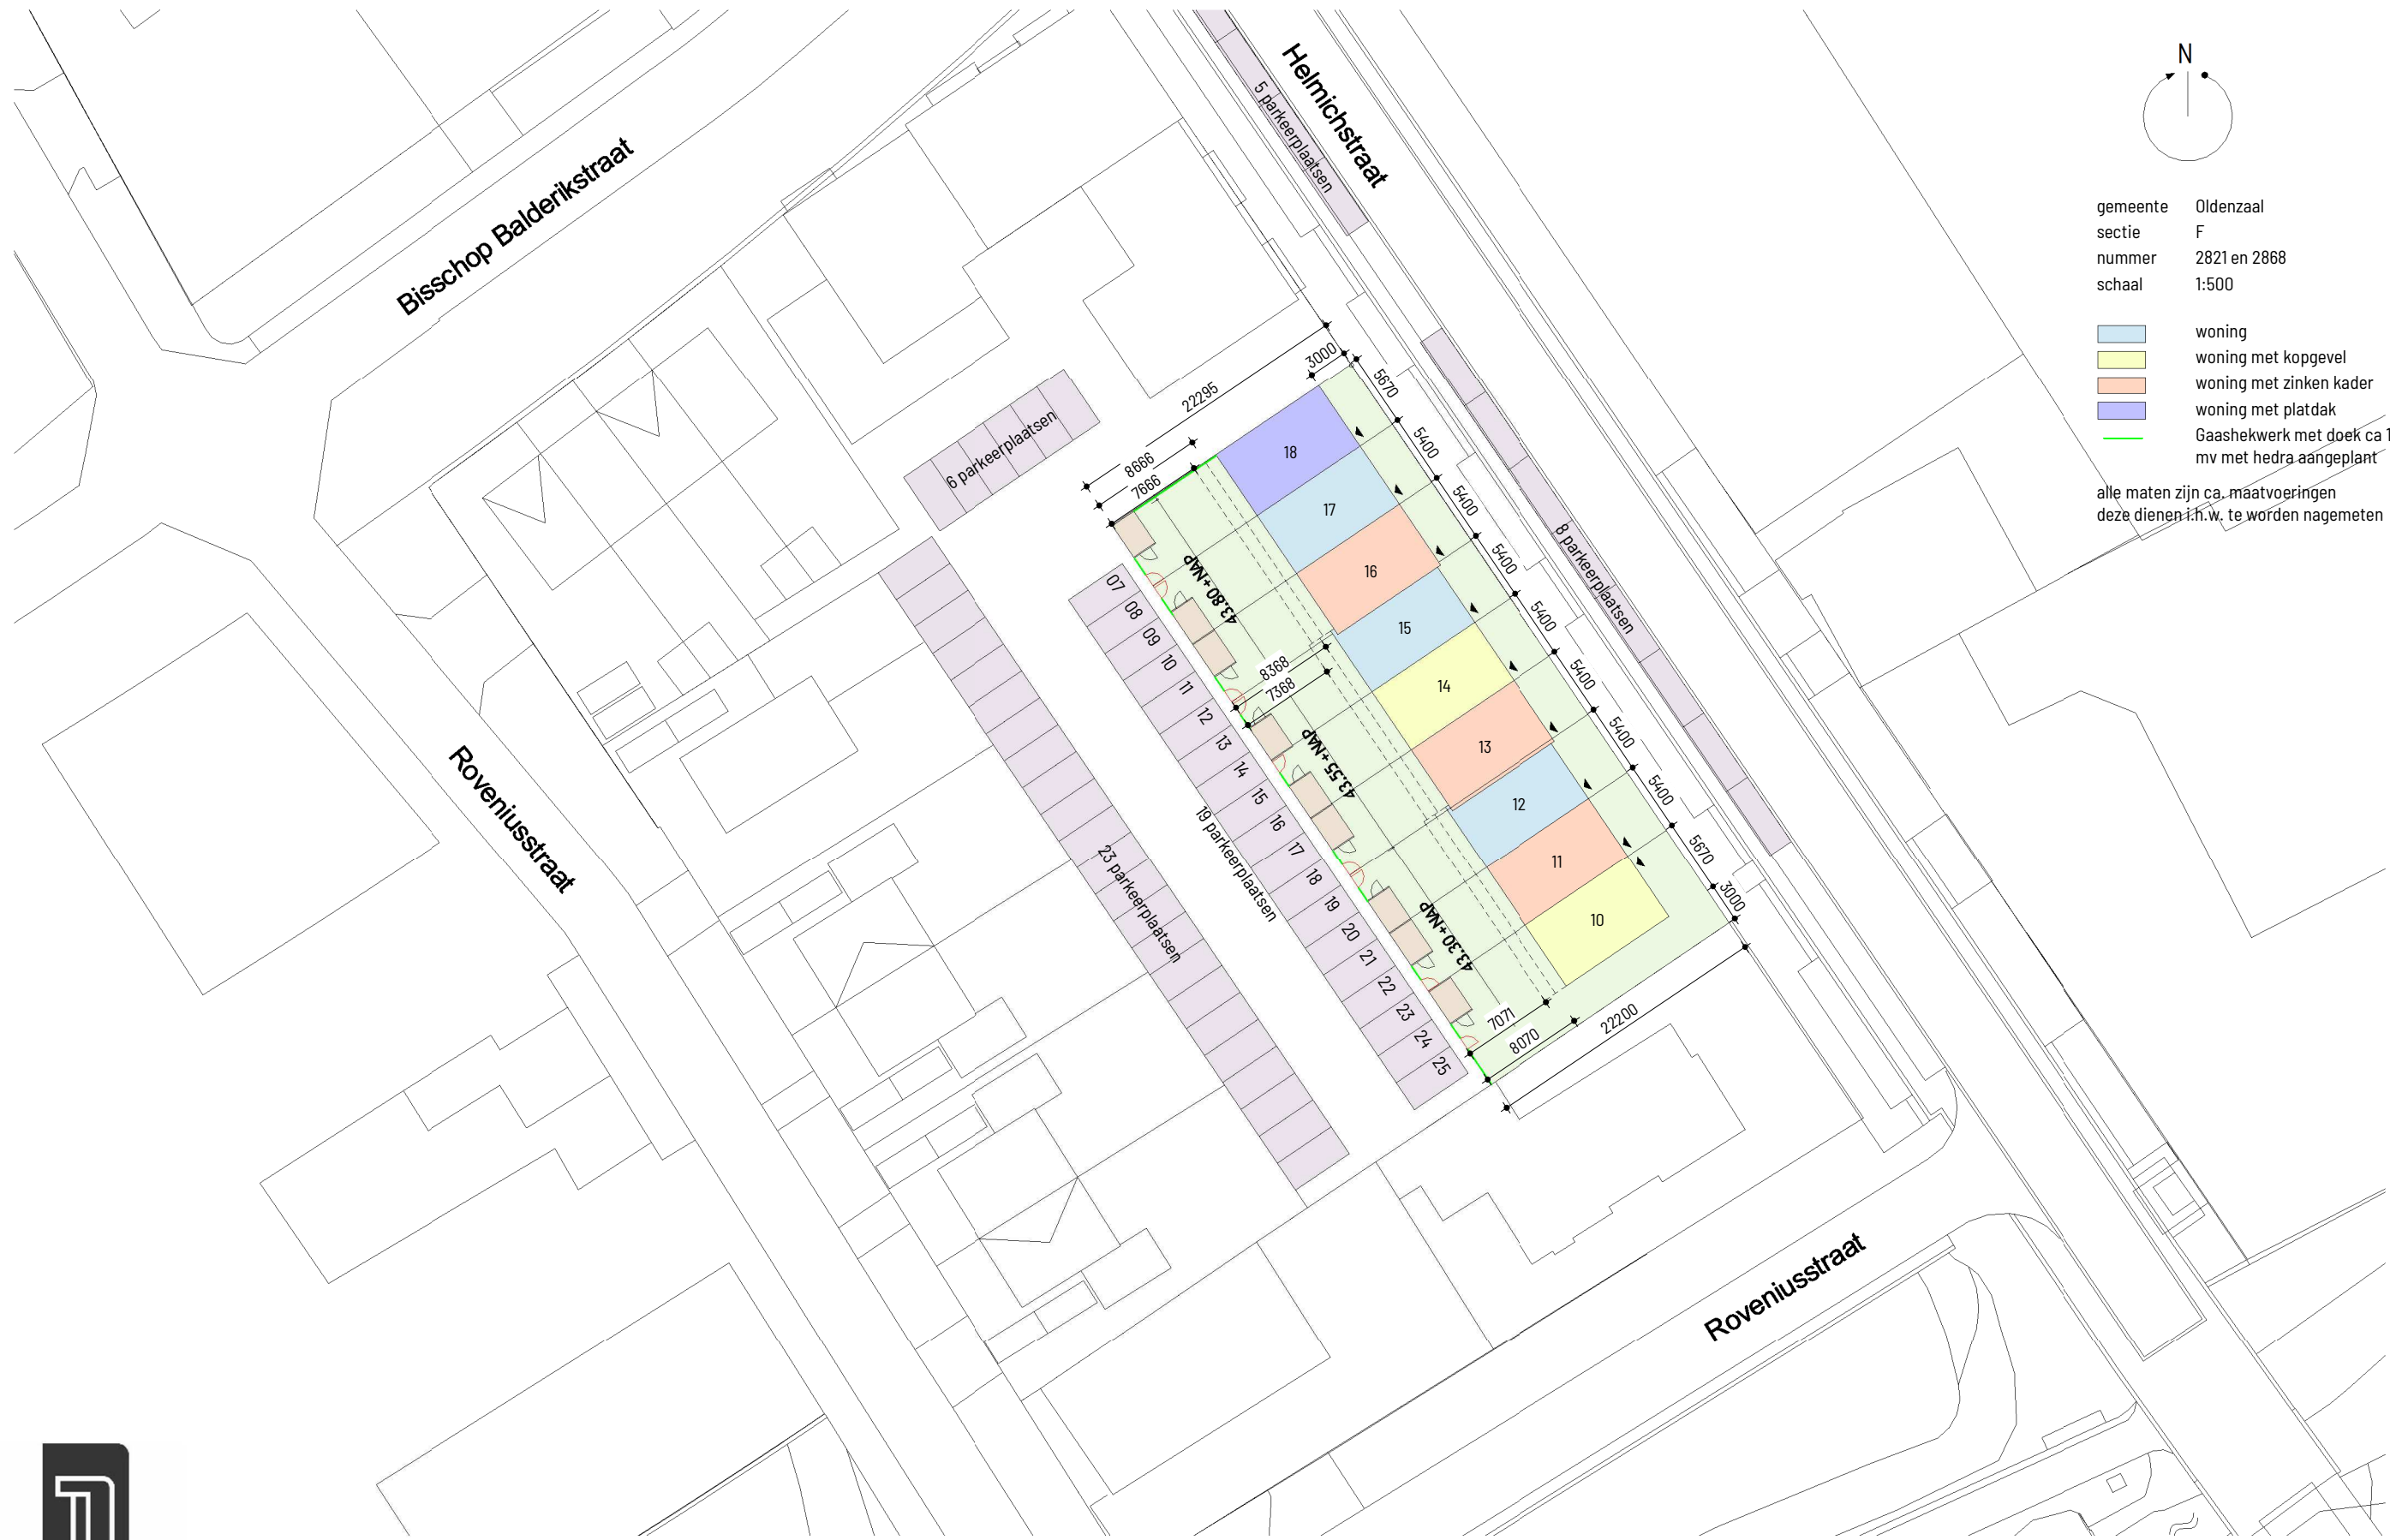 Bisschop Balderikstraat
Helmichstraat
Roveniusstraat
Roveniusstraat
5 parkeerplaatsen
6 parkeerplaatsen
8 parkeerplaatsen
23 parkeerplaatsen
19 parkeerplaatsen
07
08
09
10
11
12
13
14
15
16
17
18
19
20
21
22
23
24
25
22295
8666
7666
3000
5670
5400
5400
5400
5400
5400
5400
5400
5670
3000
8368
7368
7071
8070
22200
43.80+NAP
43.55+NAP
43.30+NAP
18
17
16
15
14
13
12
11
10
N
gemeente Oldenzaal
sectie F
nummer 2821 en 2868
schaal 1:500
woning
woning met kopgevel
woning met zinken kader
woning met platdak
Gaashekwerk met doek ca 1
mv met hedra aangeplant
alle maten zijn ca. maatvoeringen
deze dienen i.h.w. te worden nagemeten